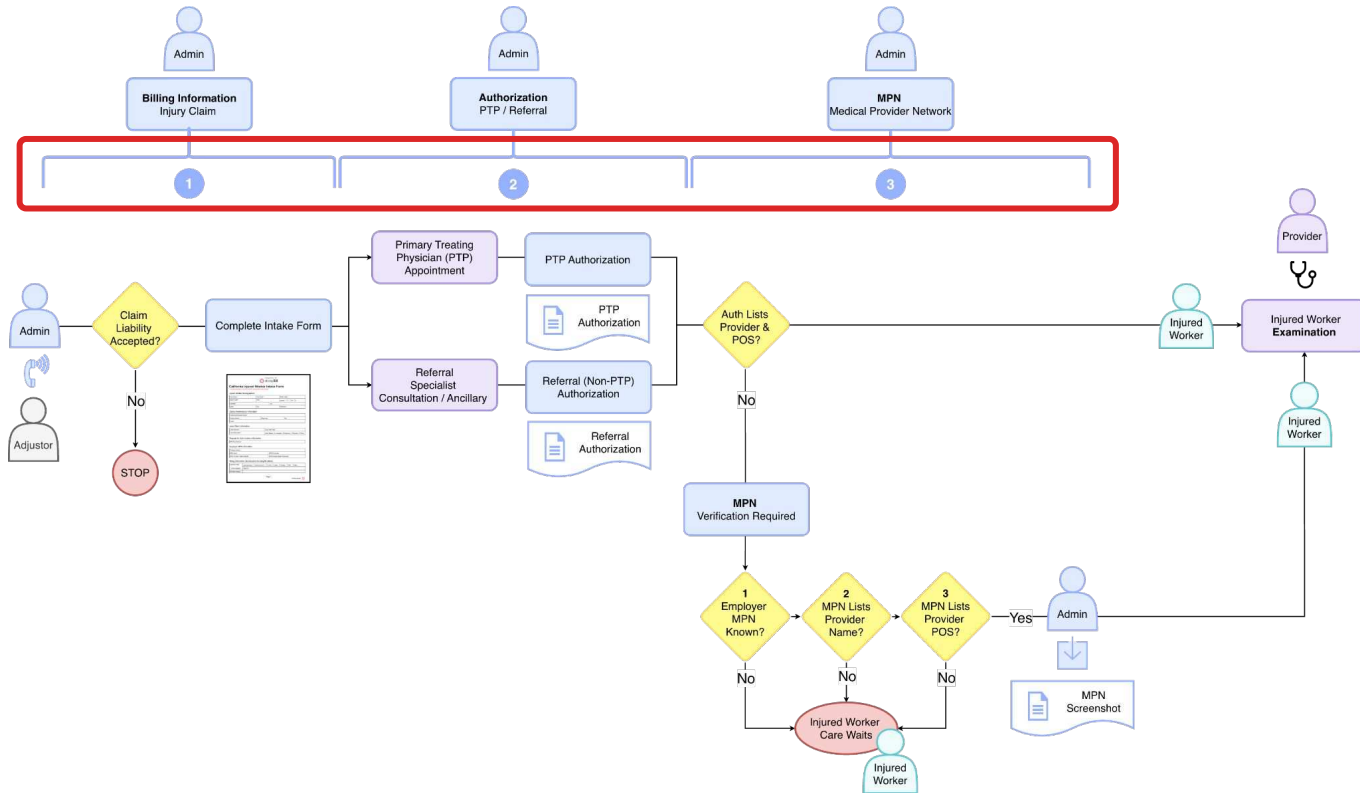 Admin
Admin
Admin
Billing Information
Injury Claim
Authorization
PTP / Referral
MPN
Medical Provider Network
1
2
3
Provider
Primary Treating
Physician (PTP)
Appointment
PTP Authorization
Admin
Claim
Liability
Accepted?
Complete Intake Form
PTP
Authorization
Auth Lists
Provider &
POS?
Injured
Worker
Injured Worker
Examination
Referral
Specialist
Consultation / Ancillary
Referral (Non-PTP)
Authorization
No
No
Injured
Worker
Adjustor
Referral
Authorization
STOP
MPN
Verification Required
1
Employer
MPN
Known?
2
MPN Lists
Provider
Name?
3
MPN Lists
Provider
POS?
Yes
Admin
No
No
No
MPN
Screenshot
Injured Worker
Care Waits
Injured
Worker